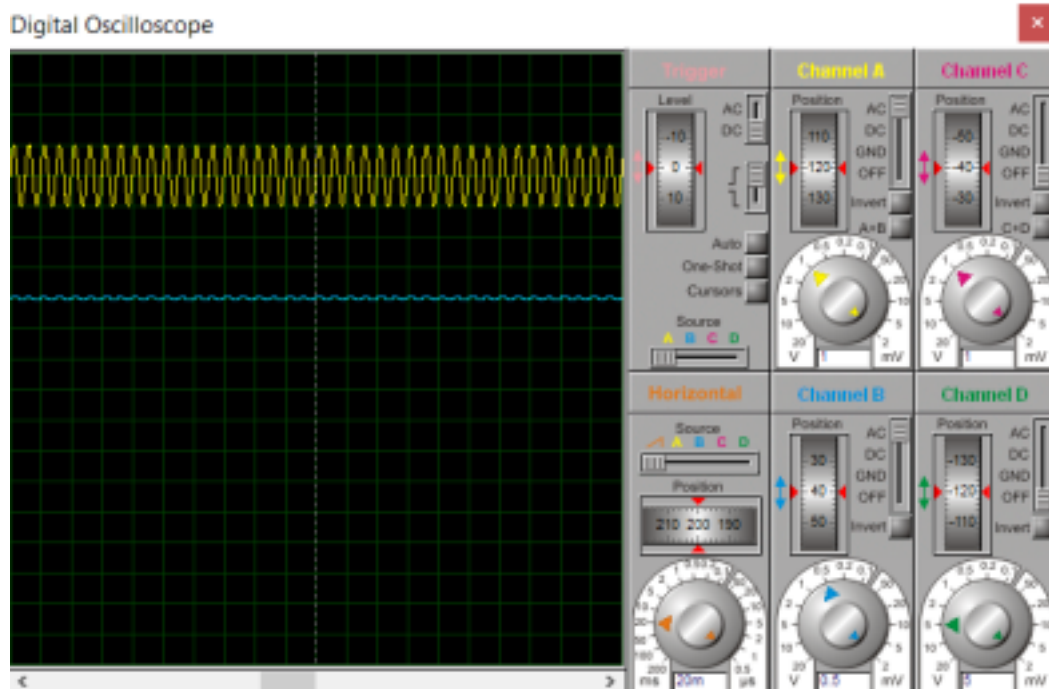 Digital Oscilloscope
Trigger
Level
-10
0
10
AC
DC
Auto
One-Shot
Cursors
Source
A B C D
Channel A
Position
110
120
130
AC
DC
GND
OFF
Invert
A+B
V 1 mV
Channel C
Position
-50
-40
-30
AC
DC
GND
OFF
Invert
C+D
V 1 mV
Horizontal
Source
A B C D
Position
210 200 190
ms 20m µs
Channel B
Position
30
40
50
AC
DC
GND
OFF
Invert
V 0.5 mV
Channel D
Position
-130
-120
-110
AC
DC
GND
OFF
Invert
V 5 mV